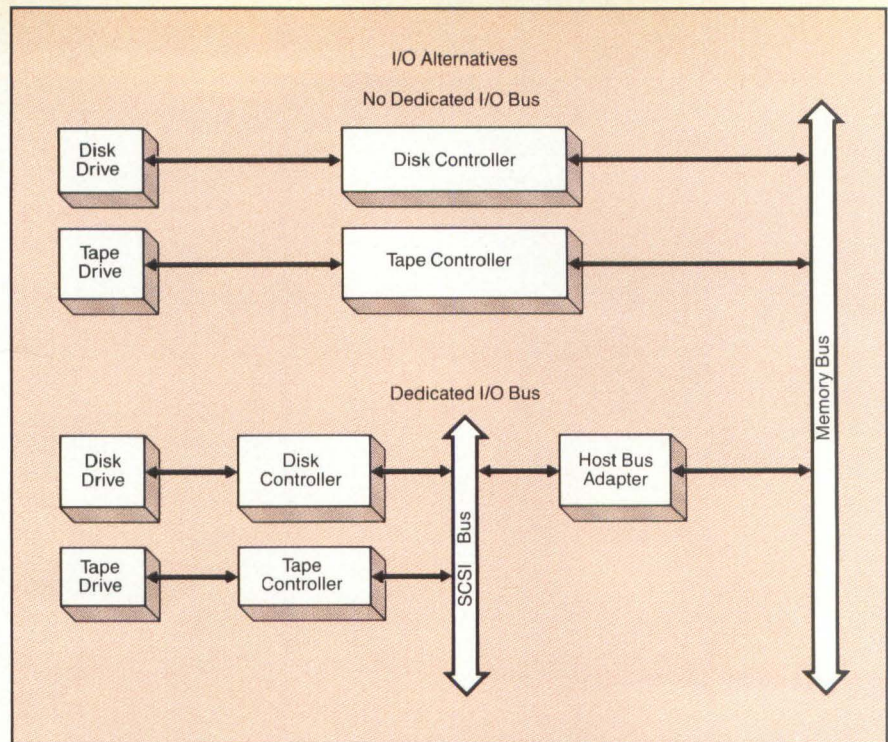 I/O Alternatives
No Dedicated I/O Bus
Disk
Drive
Disk Controller
Tape
Drive
Tape Controller
Memory Bus
Dedicated I/O Bus
Disk
Drive
Disk
Controller
SCSI Bus
Host Bus
Adapter
Tape
Drive
Tape
Controller